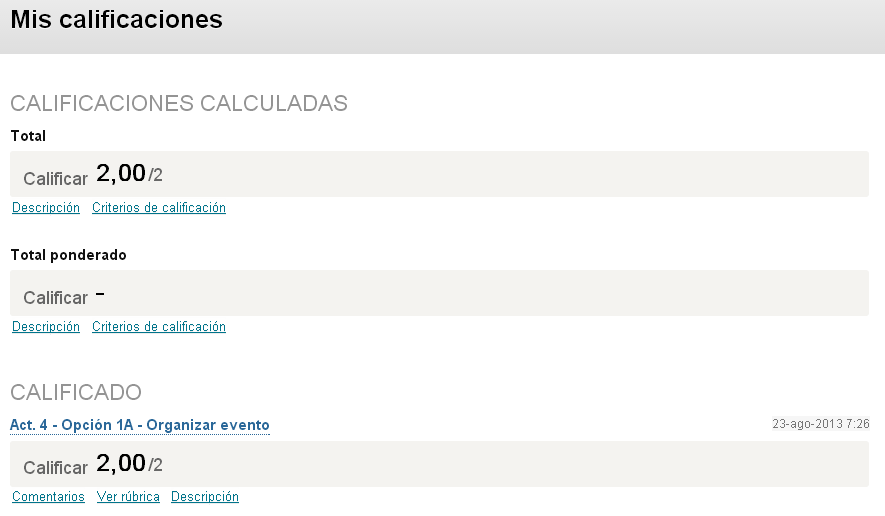 Mis calificaciones
CALIFICACIONES CALCULADAS
Total
Calificar 2,00/2
Descripción Criterios de calificación
Total ponderado
Calificar -
Descripción Criterios de calificación
CALIFICADO
Act. 4 - Opción 1A - Organizar evento 23-ago-2013 7:26
Calificar 2,00/2
Comentarios Ver rúbrica Descripción